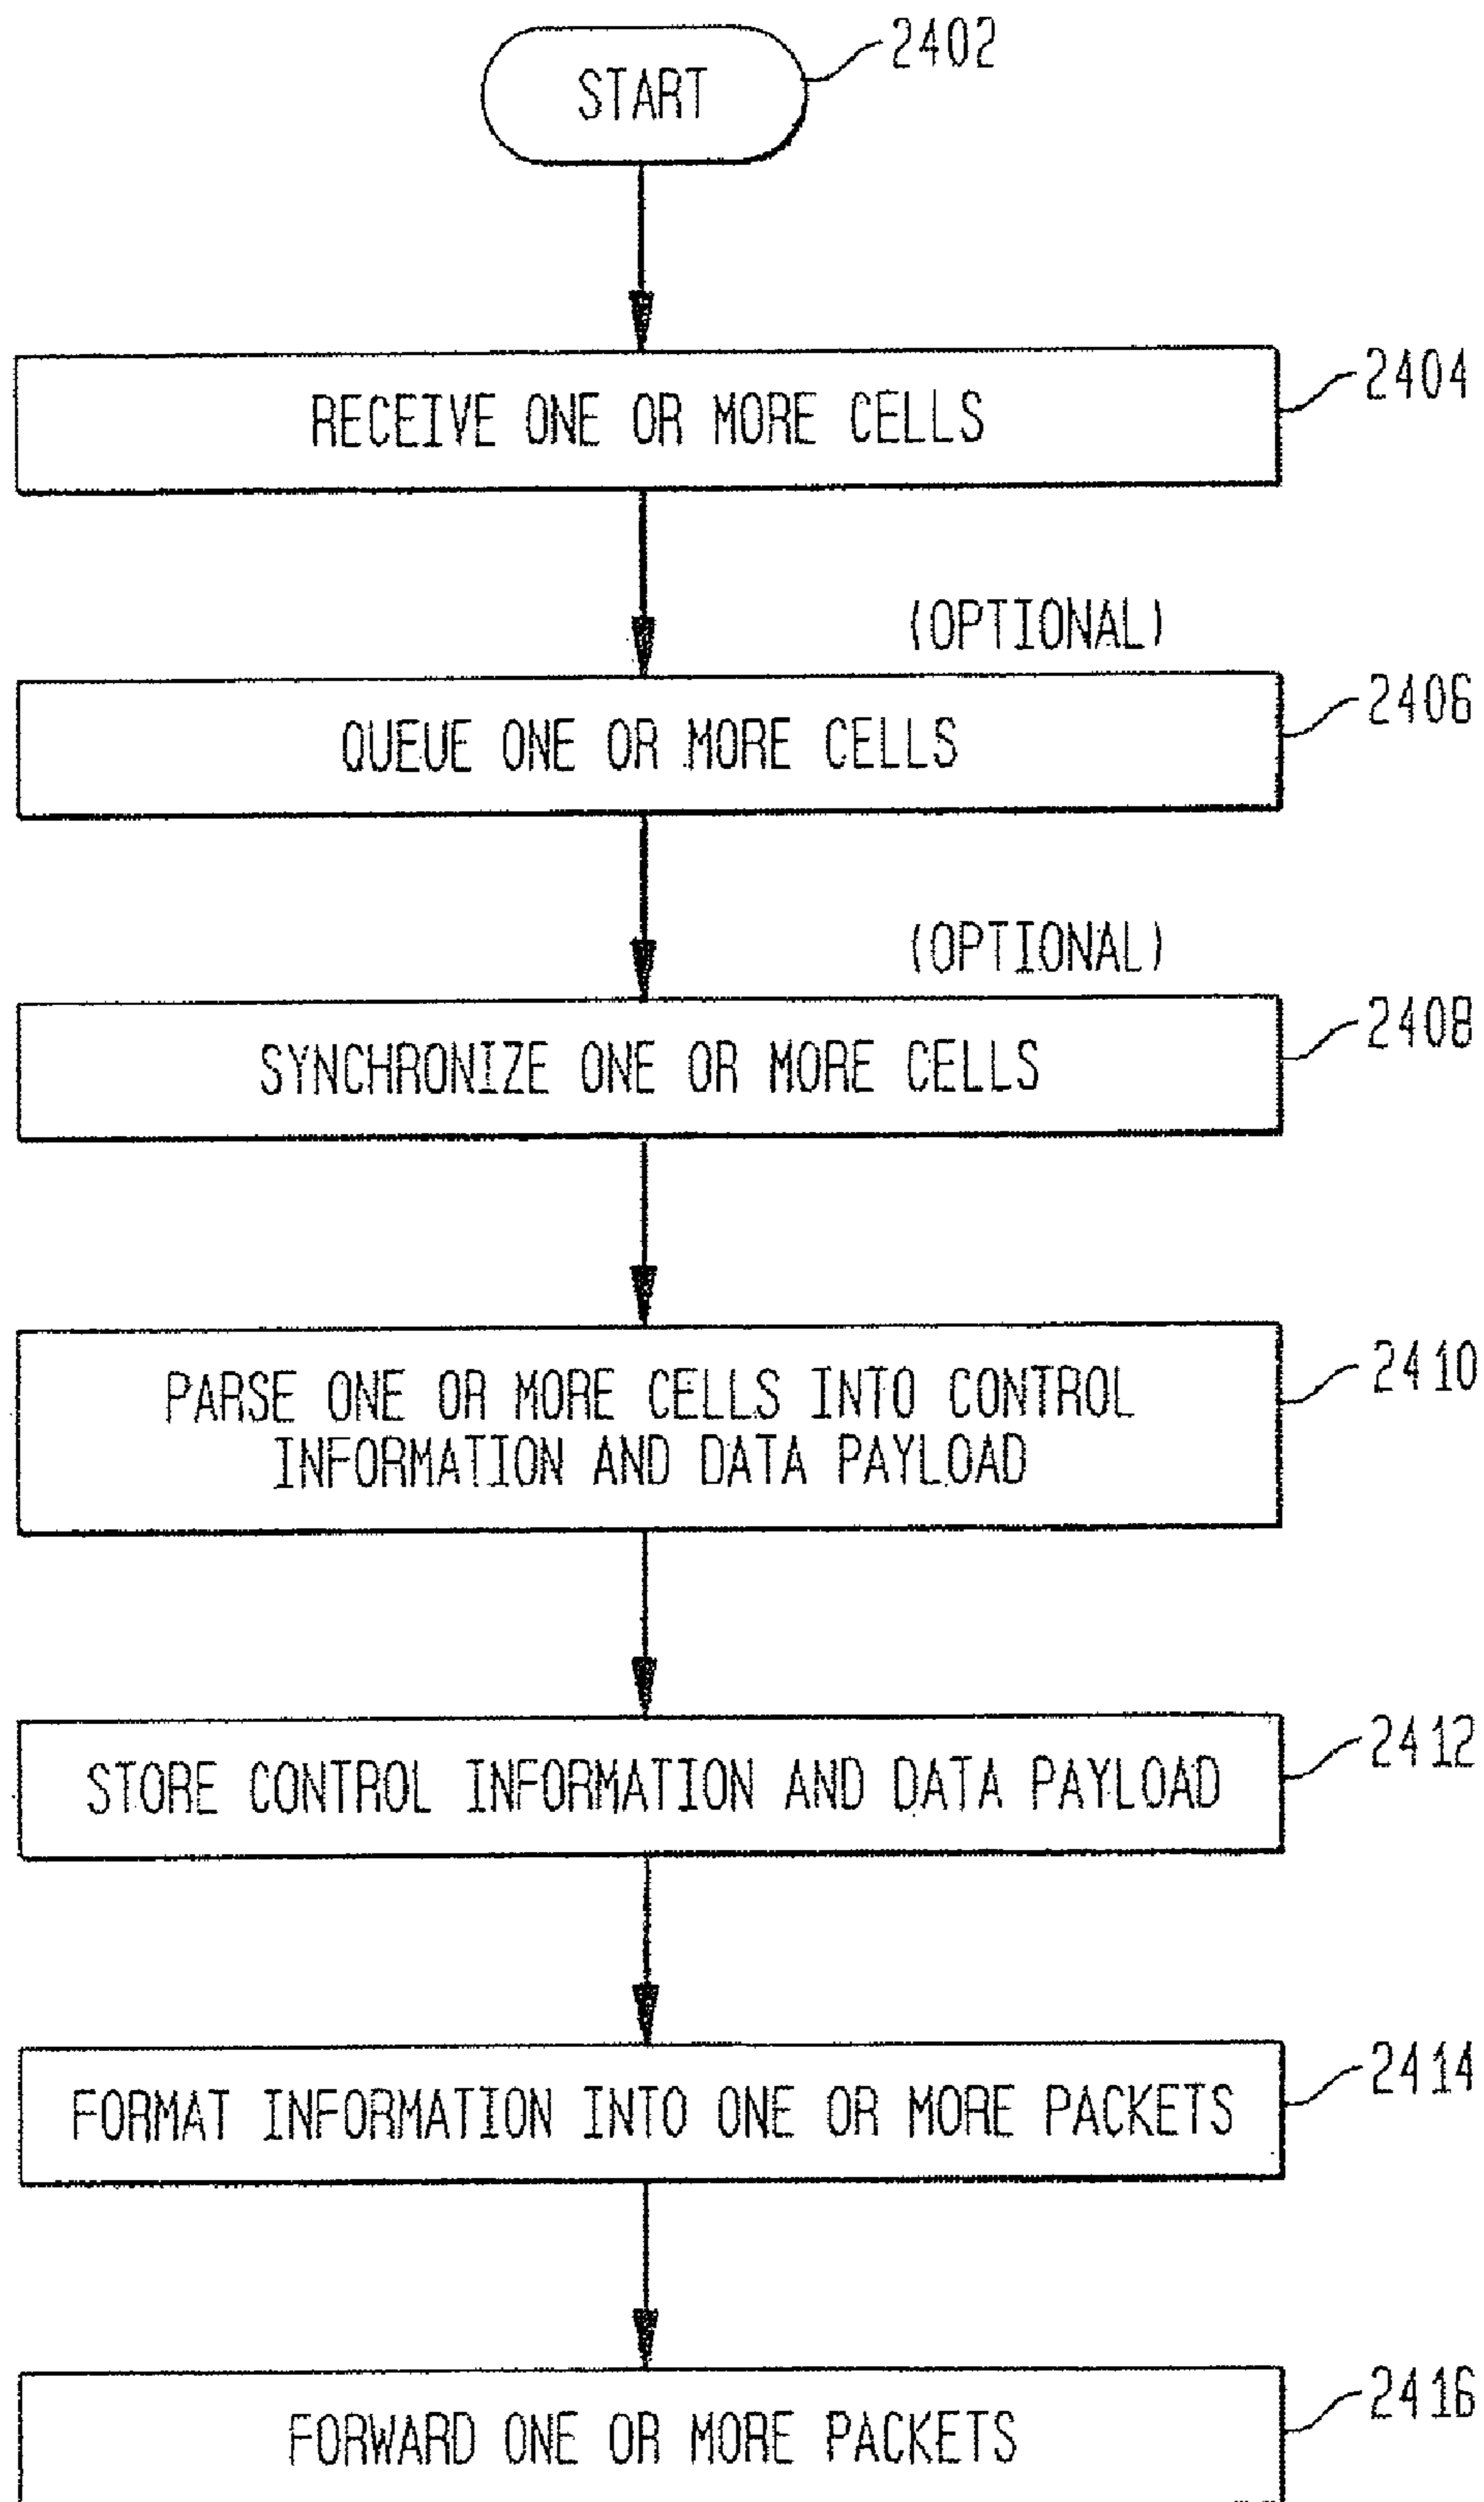 2402
START
2404
RECEIVE ONE OR MORE CELLS
(OPTIONAL)
2406
QUEUE ONE OR MORE CELLS
(OPTIONAL)
2408
SYNCHRONIZE ONE OR MORE CELLS
2410
PARSE ONE OR MORE CELLS INTO CONTROL
INFORMATION AND DATA PAYLOAD
2412
STORE CONTROL INFORMATION AND DATA PAYLOAD
2414
FORMAT INFORMATION INTO ONE OR MORE PACKETS
2416
FORWARD ONE OR MORE PACKETS